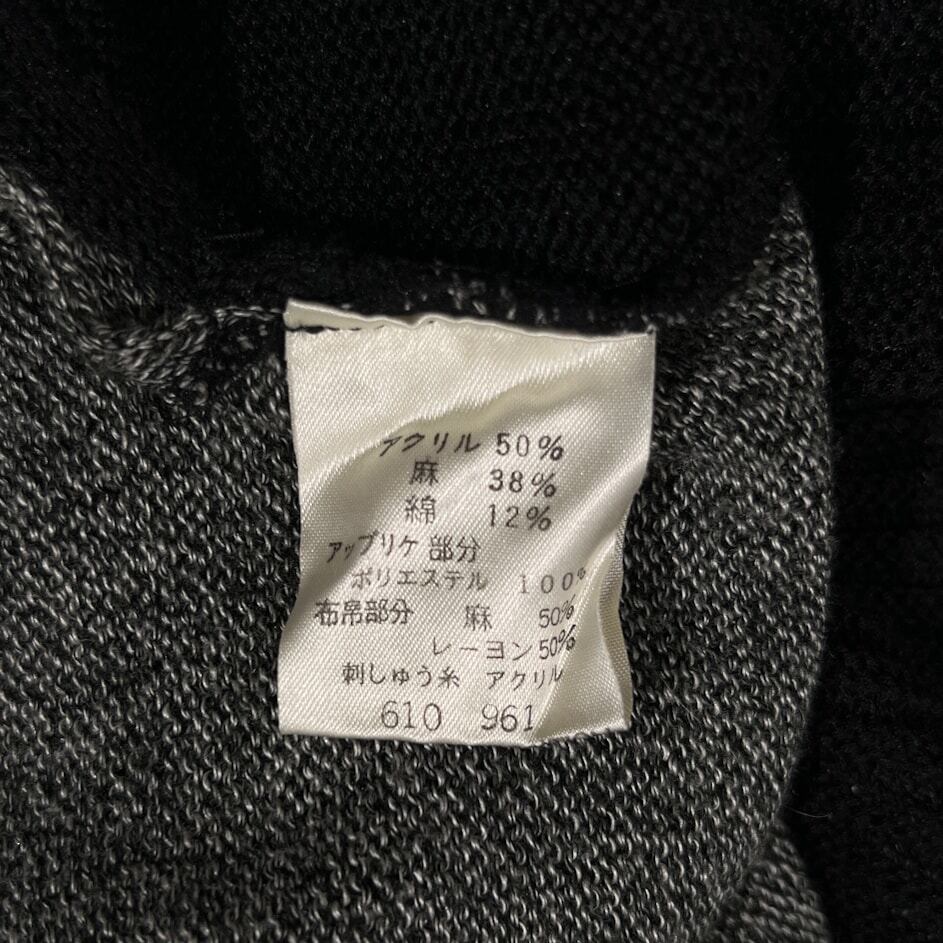 アクリル 50%
麻 38%
綿 12%
アップリケ部分
ポリエステル 100%
布帛部分 麻 50%
レーヨン 50%
刺しゅう糸 アクリル
610 961